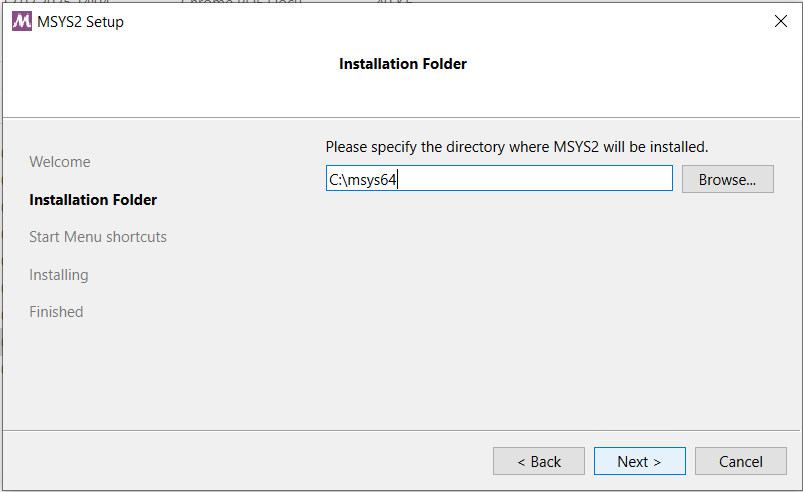 MSYS2 Setup
Installation Folder
Please specify the directory where MSYS2 will be installed.
C:\msys64
Browse...
Welcome
Installation Folder
Start Menu shortcuts
Installing
Finished
< Back
Next >
Cancel